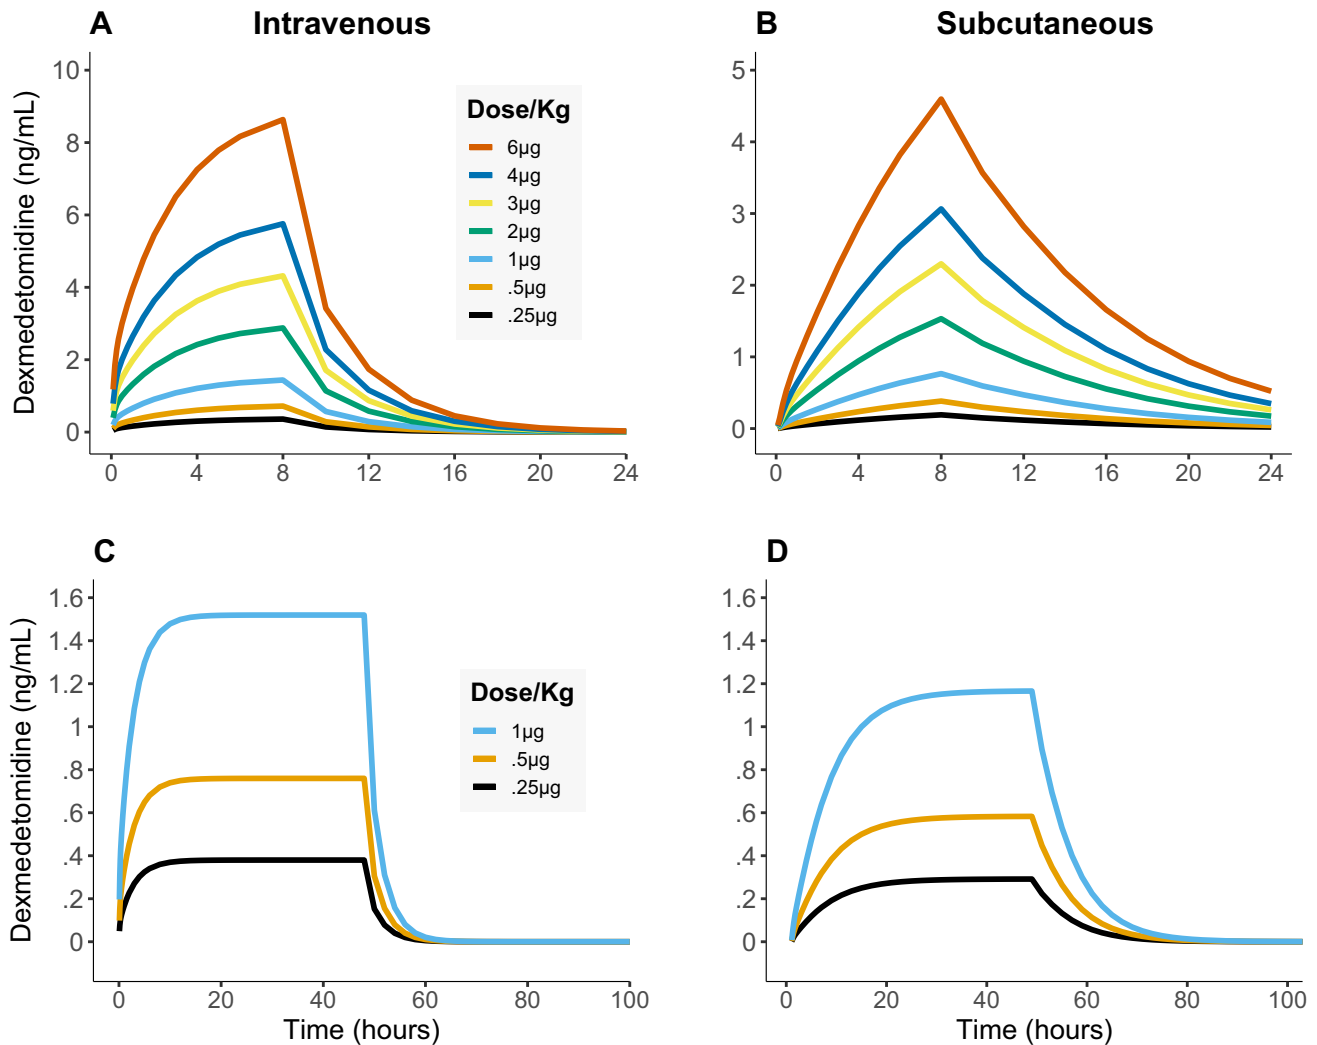 A Intravenous
B Subcutaneous
Dexmedetomidine (ng/mL)
10
8
6
4
2
0
0 4 8 12 16 20 24
Dose/Kg
6µg
4µg
3µg
2µg
1µg
.5µg
.25µg
5
4
3
2
1
0
0 4 8 12 16 20 24
C
Dexmedetomidine (ng/mL)
1.6
1.4
1.2
1
.8
.6
.4
.2
0
0 20 40 60 80 100
Time (hours)
Dose/Kg
1µg
.5µg
.25µg
D
1.6
1.4
1.2
1
.8
.6
.4
.2
0
0 20 40 60 80 100
Time (hours)